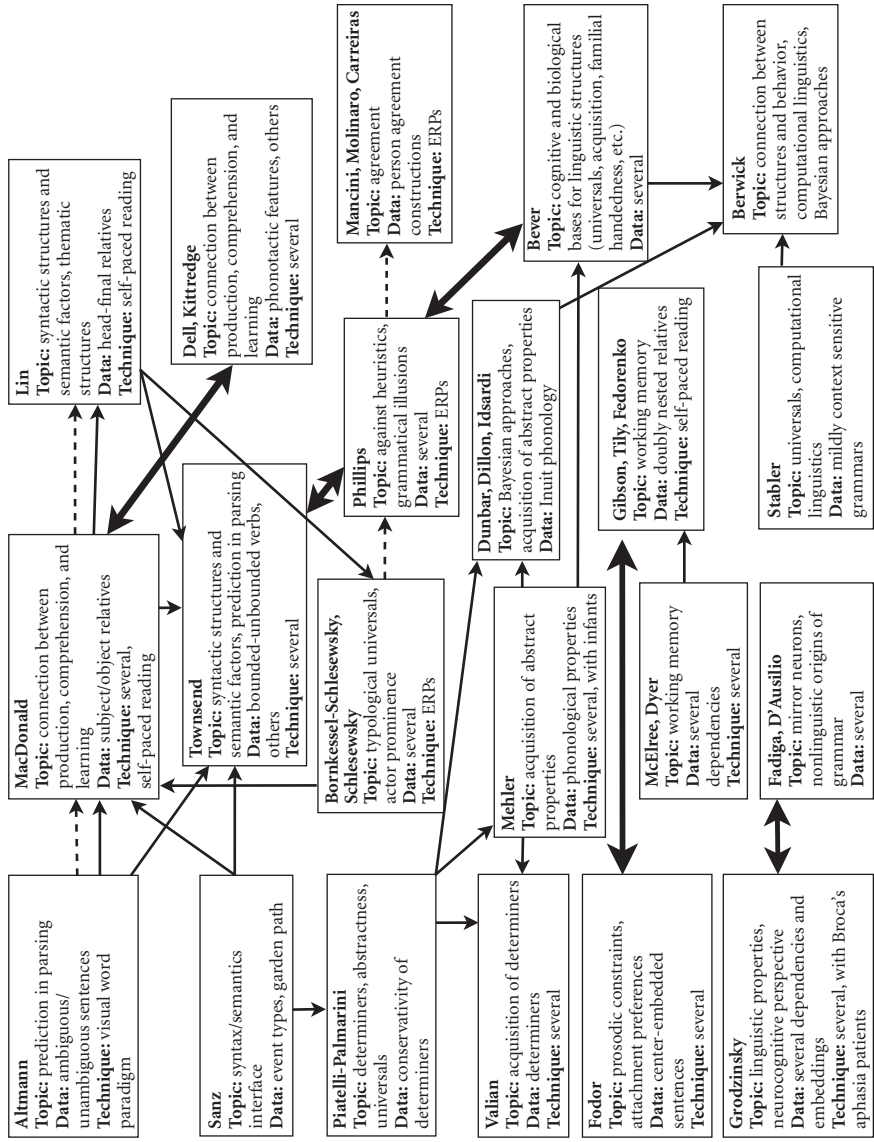 Altmann
Topic: prediction in parsing
Data: ambiguous/
unambiguous sentences
Technique: visual word
paradigm
MacDonald
Topic: connection between
production, comprehension, and
learning
Data: subject/object relatives
Technique: several,
self-paced reading
Lin
Topic: syntactic structures and
semantic factors, thematic
structures
Data: head-final relatives
Technique: self-paced reading
Sanz
Topic: syntax/semantics
interface
Data: event types, garden path
Townsend
Topic: syntactic structures and
semantic factors, prediction in parsing
Data: bounded-unbounded verbs,
others
Technique: several
Dell, Kittredge
Topic: connection between
production, comprehension, and
learning
Data: phonotactic features, others
Technique: several
Piatelli-Palmarini
Topic: determiners, abstractness,
universals
Data: conservativity of
determiners
Bornkessel-Schlesewsky,
Schlesewsky
Topic: typological universals,
actor prominence
Data: several
Technique: ERPs
Phillips
Topic: against heuristics,
grammatical illusions
Data: several
Technique: ERPs
Mancini, Molinaro, Carreiras
Topic: agreement
Data: person agreement
constructions
Technique: ERPs
Valian
Topic: acquisition of determiners
Data: determiners
Technique: several
Mehler
Topic: acquisition of abstract
properties
Data: phonological properties
Technique: several, with infants
Dunbar, Dillon, Idsardi
Topic: Bayesian approaches,
acquisition of abstract properties
Data: Inuit phonology
Bever
Topic: cognitive and biological
bases for linguistic structures
(universals, acquisition, familial
handedness, etc.)
Data: several
Fodor
Topic: prosodic constraints,
attachment preferences
Data: center-embedded
sentences
Technique: several
McElree, Dyer
Topic: working memory
Data: several
dependencies
Technique: several
Gibson, Tily, Fedorenko
Topic: working memory
Data: doubly nested relatives
Technique: self-paced reading
Grodzinsky
Topic: linguistic properties,
neurocognitive perspective
Data: several dependencies and
embeddings
Technique: several, with Broca's
aphasia patients
Fadiga, D'Ausilio
Topic: mirror neurons,
nonlinguistic origins of
grammar
Data: several
Stabler
Topic: universals, computational
linguistics
Data: mildly context sensitive
grammars
Berwick
Topic: connection between
structures and behavior,
computational linguistics,
Bayesian approaches